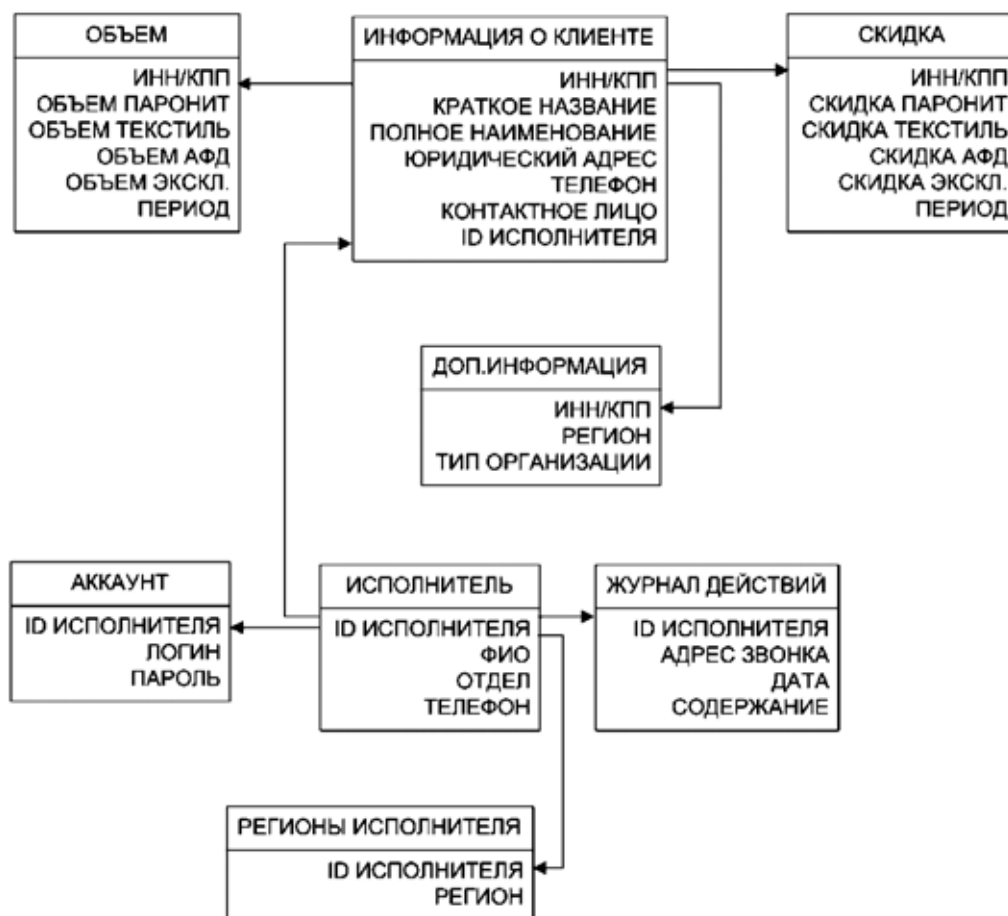 ОБЪЕМ
ИНН/КПП
ОБЪЕМ ПАРОНИТ
ОБЪЕМ ТЕКСТИЛЬ
ОБЪЕМ АФД
ОБЪЕМ ЭКСКЛ.
ПЕРИОД
ИНФОРМАЦИЯ О КЛИЕНТЕ
ИНН/КПП
КРАТКОЕ НАЗВАНИЕ
ПОЛНОЕ НАИМЕНОВАНИЕ
ЮРИДИЧЕСКИЙ АДРЕС
ТЕЛЕФОН
КОНТАКТНОЕ ЛИЦО
ID ИСПОЛНИТЕЛЯ
СКИДКА
ИНН/КПП
СКИДКА ПАРОНИТ
СКИДКА ТЕКСТИЛЬ
СКИДКА АФД
СКИДКА ЭКСКЛ.
ПЕРИОД
ДОП.ИНФОРМАЦИЯ
ИНН/КПП
РЕГИОН
ТИП ОРГАНИЗАЦИИ
АККАУНТ
ID ИСПОЛНИТЕЛЯ
ЛОГИН
ПАРОЛЬ
ИСПОЛНИТЕЛЬ
ID ИСПОЛНИТЕЛЯ
ФИО
ОТДЕЛ
ТЕЛЕФОН
ЖУРНАЛ ДЕЙСТВИЙ
ID ИСПОЛНИТЕЛЯ
АДРЕС ЗВОНКА
ДАТА
СОДЕРЖАНИЕ
РЕГИОНЫ ИСПОЛНИТЕЛЯ
ID ИСПОЛНИТЕЛЯ
РЕГИОН